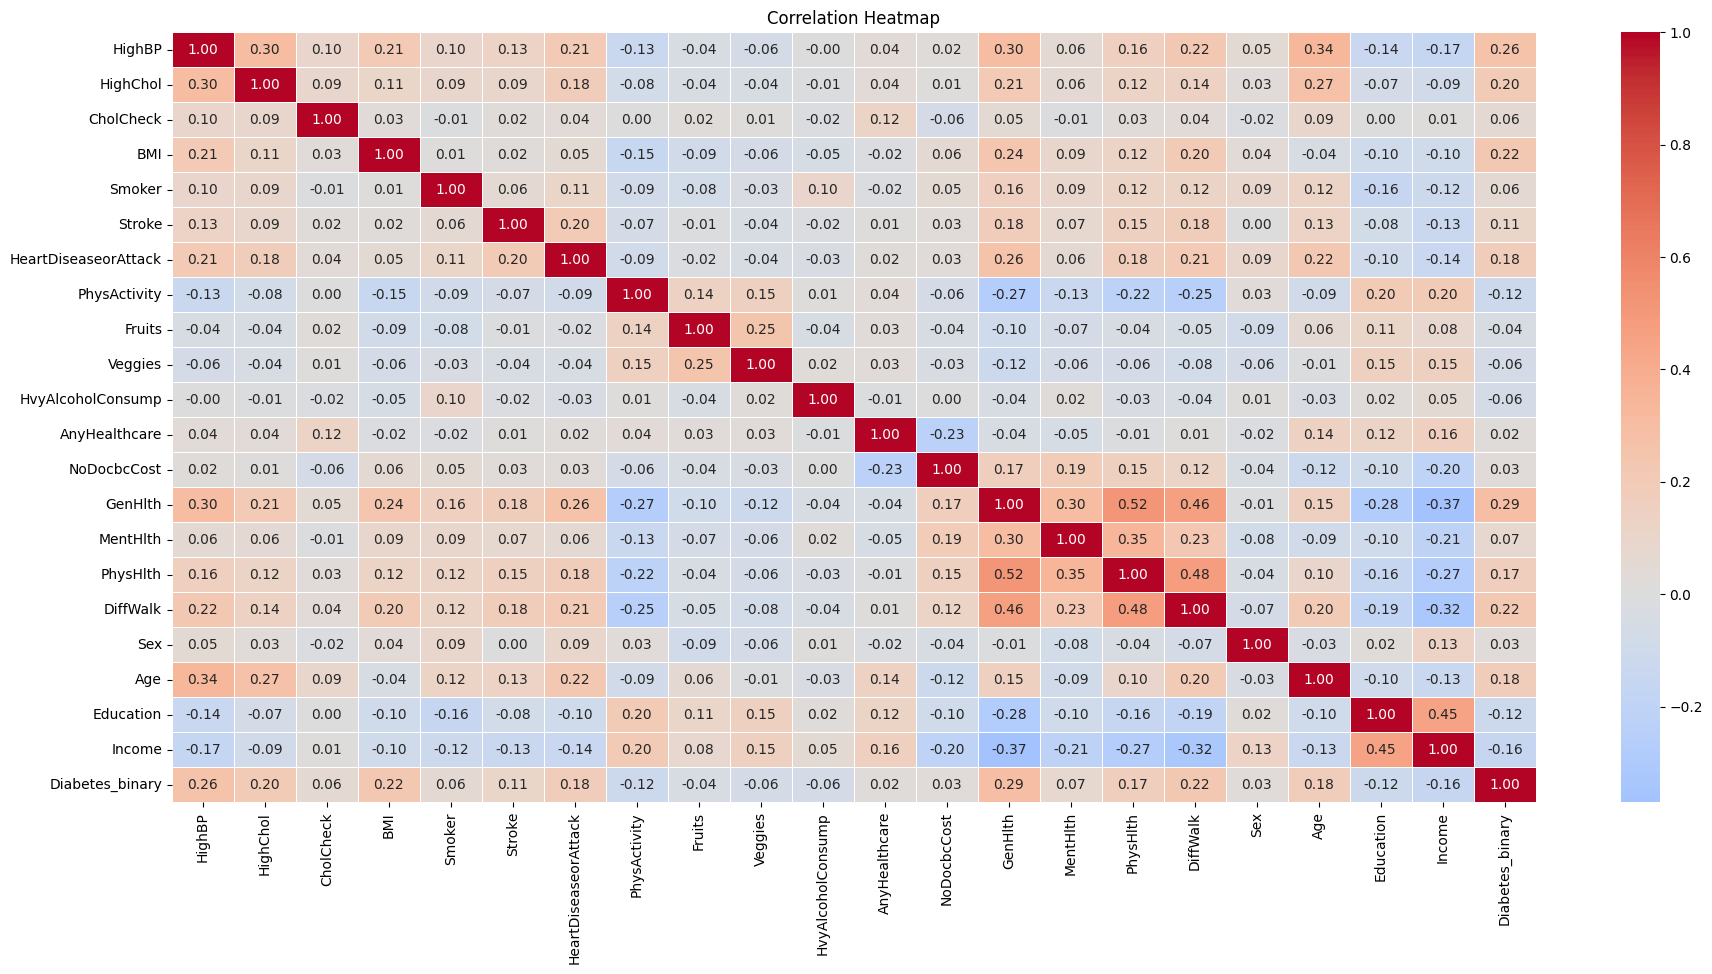 Correlation Heatmap
HighBP 1.00 0.30 0.10 0.21 0.10 0.13 0.21 -0.13 -0.04 -0.06 -0.00 0.04 0.02 0.30 0.06 0.16 0.22 0.05 0.34 -0.14 -0.17 0.26
HighChol 0.30 1.00 0.09 0.11 0.09 0.09 0.18 -0.08 -0.04 -0.04 -0.01 0.04 0.01 0.21 0.06 0.12 0.14 0.03 0.27 -0.07 -0.09 0.20
CholCheck 0.10 0.09 1.00 0.03 -0.01 0.02 0.04 0.00 0.02 0.01 -0.02 0.12 -0.06 0.05 -0.01 0.03 0.04 -0.02 0.09 0.00 0.01 0.06
BMI 0.21 0.11 0.03 1.00 0.01 0.02 0.05 -0.15 -0.09 -0.06 -0.05 -0.02 0.06 0.24 0.09 0.12 0.20 0.04 -0.04 -0.10 -0.10 0.22
Smoker 0.10 0.09 -0.01 0.01 1.00 0.06 0.11 -0.09 -0.08 -0.03 0.10 -0.02 0.05 0.16 0.09 0.12 0.12 0.09 0.12 -0.16 -0.12 0.06
Stroke 0.13 0.09 0.02 0.02 0.06 1.00 0.20 -0.07 -0.01 -0.04 -0.02 0.01 0.03 0.18 0.07 0.15 0.18 0.00 0.13 -0.08 -0.13 0.11
HeartDiseaseorAttack 0.21 0.18 0.04 0.05 0.11 0.20 1.00 -0.09 -0.02 -0.04 -0.03 0.02 0.03 0.26 0.06 0.18 0.21 0.09 0.22 -0.10 -0.14 0.18
PhysActivity -0.13 -0.08 0.00 -0.15 -0.09 -0.07 -0.09 1.00 0.14 0.15 0.01 0.04 -0.06 -0.27 -0.13 -0.22 -0.25 0.03 -0.09 0.20 0.20 -0.12
Fruits -0.04 -0.04 0.02 -0.09 -0.08 -0.01 -0.02 0.14 1.00 0.25 -0.04 0.03 -0.04 -0.10 -0.07 -0.04 -0.05 -0.09 0.06 0.11 0.08 -0.04
Veggies -0.06 -0.04 0.01 -0.06 -0.03 -0.04 -0.04 0.15 0.25 1.00 0.02 0.03 -0.03 -0.12 -0.06 -0.06 -0.08 -0.06 -0.01 0.15 0.15 -0.06
HvyAlcoholConsump -0.00 -0.01 -0.02 -0.05 0.10 -0.02 -0.03 0.01 -0.04 0.02 1.00 -0.01 0.00 -0.04 0.02 -0.03 -0.04 0.01 -0.03 0.02 0.05 -0.06
AnyHealthcare 0.04 0.04 0.12 -0.02 -0.02 0.01 0.02 0.04 0.03 0.03 -0.01 1.00 -0.23 -0.04 -0.05 -0.01 0.01 -0.02 0.14 0.12 0.16 0.02
NoDocbcCost 0.02 0.01 -0.06 0.06 0.05 0.03 0.03 -0.06 -0.04 -0.03 0.00 -0.23 1.00 0.17 0.19 0.15 0.12 -0.04 -0.12 -0.10 -0.20 0.03
GenHlth 0.30 0.21 0.05 0.24 0.16 0.18 0.26 -0.27 -0.10 -0.12 -0.04 -0.04 0.17 1.00 0.30 0.52 0.46 -0.01 0.15 -0.28 -0.37 0.29
MentHlth 0.06 0.06 -0.01 0.09 0.09 0.07 0.06 -0.13 -0.07 -0.06 0.02 -0.05 0.19 0.30 1.00 0.35 0.23 -0.08 -0.09 -0.10 -0.21 0.07
PhysHlth 0.16 0.12 0.03 0.12 0.12 0.15 0.18 -0.22 -0.04 -0.06 -0.03 -0.01 0.15 0.52 0.35 1.00 0.48 -0.04 0.10 -0.16 -0.27 0.17
DiffWalk 0.22 0.14 0.04 0.20 0.12 0.18 0.21 -0.25 -0.05 -0.08 -0.04 0.01 0.12 0.46 0.23 0.48 1.00 -0.07 0.20 -0.19 -0.32 0.22
Sex 0.05 0.03 -0.02 0.04 0.09 0.00 0.09 0.03 -0.09 -0.06 0.01 -0.02 -0.04 -0.01 -0.08 -0.04 -0.07 1.00 -0.03 0.02 0.13 0.03
Age 0.34 0.27 0.09 -0.04 0.12 0.13 0.22 -0.09 0.06 -0.01 -0.03 0.14 -0.12 0.15 -0.09 0.10 0.20 -0.03 1.00 -0.10 -0.13 0.18
Education -0.14 -0.07 0.00 -0.10 -0.16 -0.08 -0.10 0.20 0.11 0.15 0.02 0.12 -0.10 -0.28 -0.10 -0.16 -0.19 0.02 -0.10 1.00 0.45 -0.12
Income -0.17 -0.09 0.01 -0.10 -0.12 -0.13 -0.14 0.20 0.08 0.15 0.05 0.16 -0.20 -0.37 -0.21 -0.27 -0.32 0.13 -0.13 0.45 1.00 -0.16
Diabetes_binary 0.26 0.20 0.06 0.22 0.06 0.11 0.18 -0.12 -0.04 -0.06 -0.06 0.02 0.03 0.29 0.07 0.17 0.22 0.03 0.18 -0.12 -0.16 1.00
HighBP
HighChol
CholCheck
BMI
Smoker
Stroke
HeartDiseaseorAttack
PhysActivity
Fruits
Veggies
HvyAlcoholConsump
AnyHealthcare
NoDocbcCost
GenHlth
MentHlth
PhysHlth
DiffWalk
Sex
Age
Education
Income
Diabetes_binary
1.0
0.8
0.6
0.4
0.2
0.0
−0.2